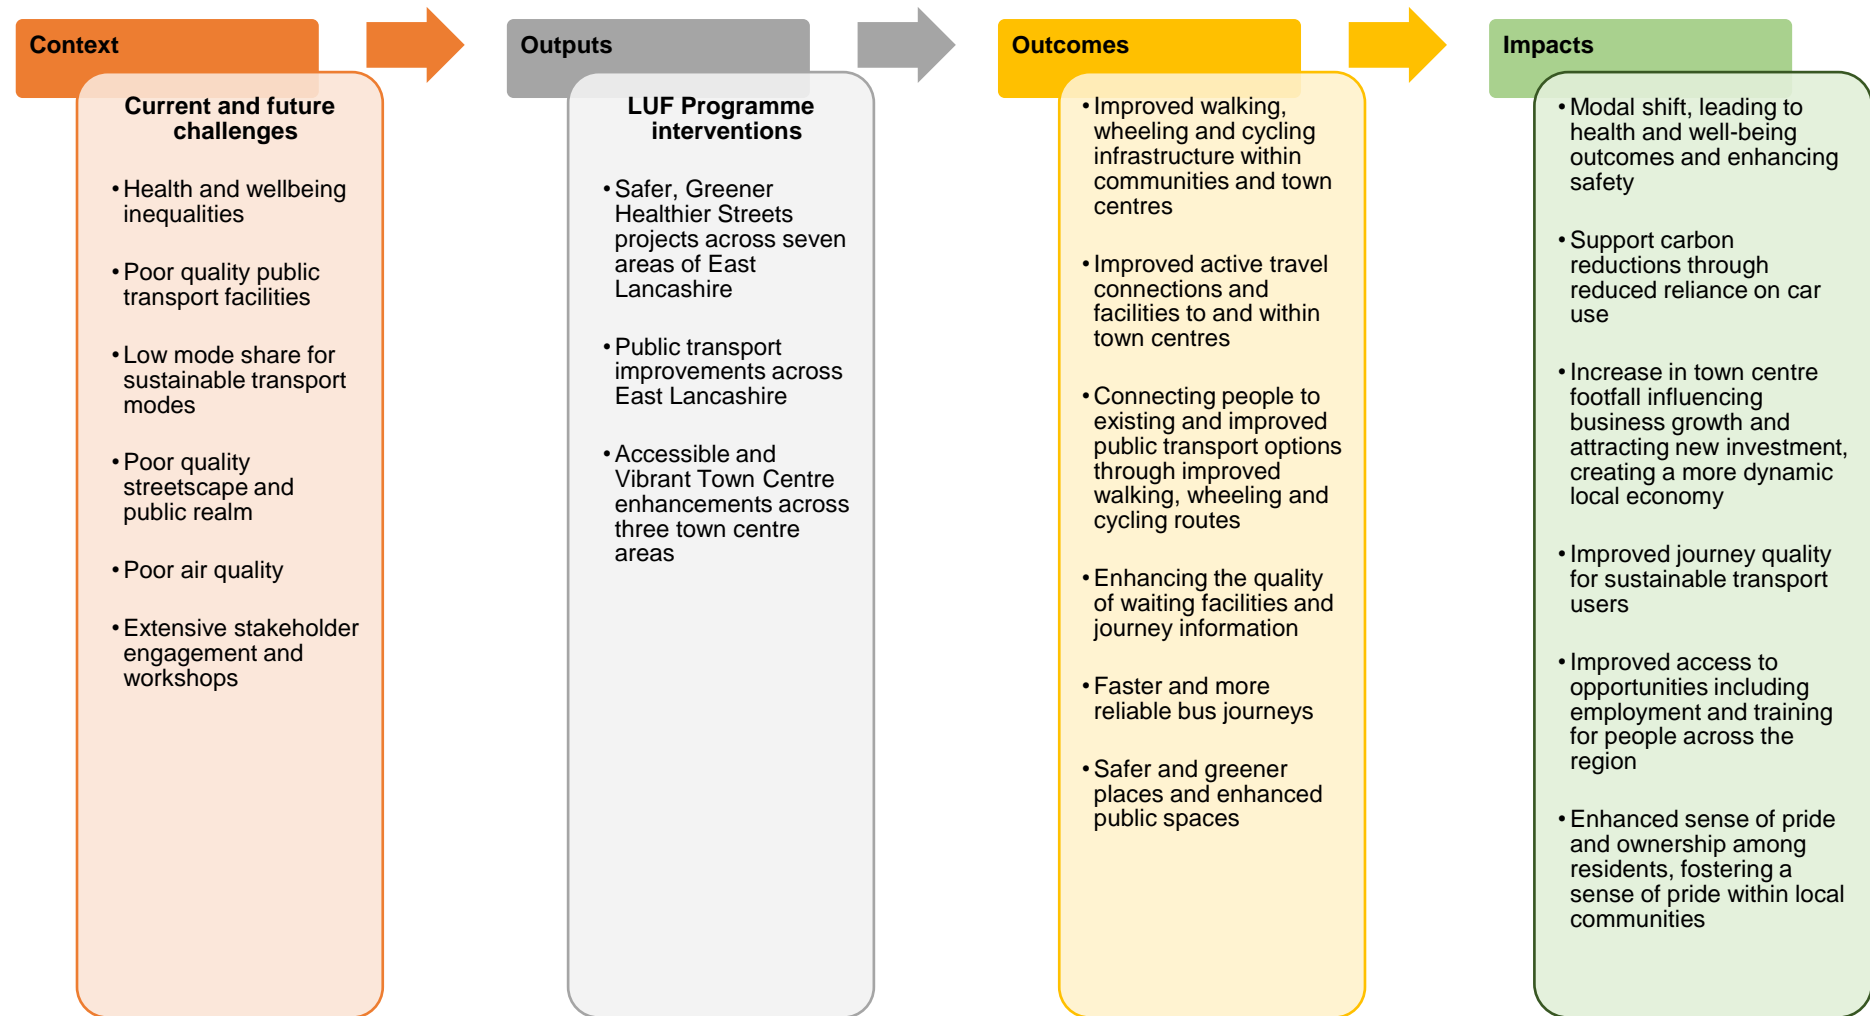 Context
Current and future
challenges
•Health and wellbeing
inequalities
•Poor quality public
transport facilities
•Low mode share for
sustainable transport
modes
•Poor quality
streetscape and
public realm
•Poor air quality
•Extensive stakeholder
engagement and
workshops
Outputs
LUF Programme
interventions
•Safer, Greener
Healthier Streets
projects across seven
areas of East
Lancashire
•Public transport
improvements across
East Lancashire
•Accessible and
Vibrant Town Centre
enhancements across
three town centre
areas
Outcomes
•Improved walking,
wheeling and cycling
infrastructure within
communities and town
centres
•Improved active travel
connections and
facilities to and within
town centres
•Connecting people to
existing and improved
public transport options
through improved
walking, wheeling and
cycling routes
•Enhancing the quality
of waiting facilities and
journey information
•Faster and more
reliable bus journeys
•Safer and greener
places and enhanced
public spaces
Impacts
•Modal shift, leading to
health and well-being
outcomes and enhancing
safety
•Support carbon
reductions through
reduced reliance on car
use
•Increase in town centre
footfall influencing
business growth and
attracting new investment,
creating a more dynamic
local economy
•Improved journey quality
for sustainable transport
users
•Improved access to
opportunities including
employment and training
for people across the
region
•Enhanced sense of pride
and ownership among
residents, fostering a
sense of pride within local
communities